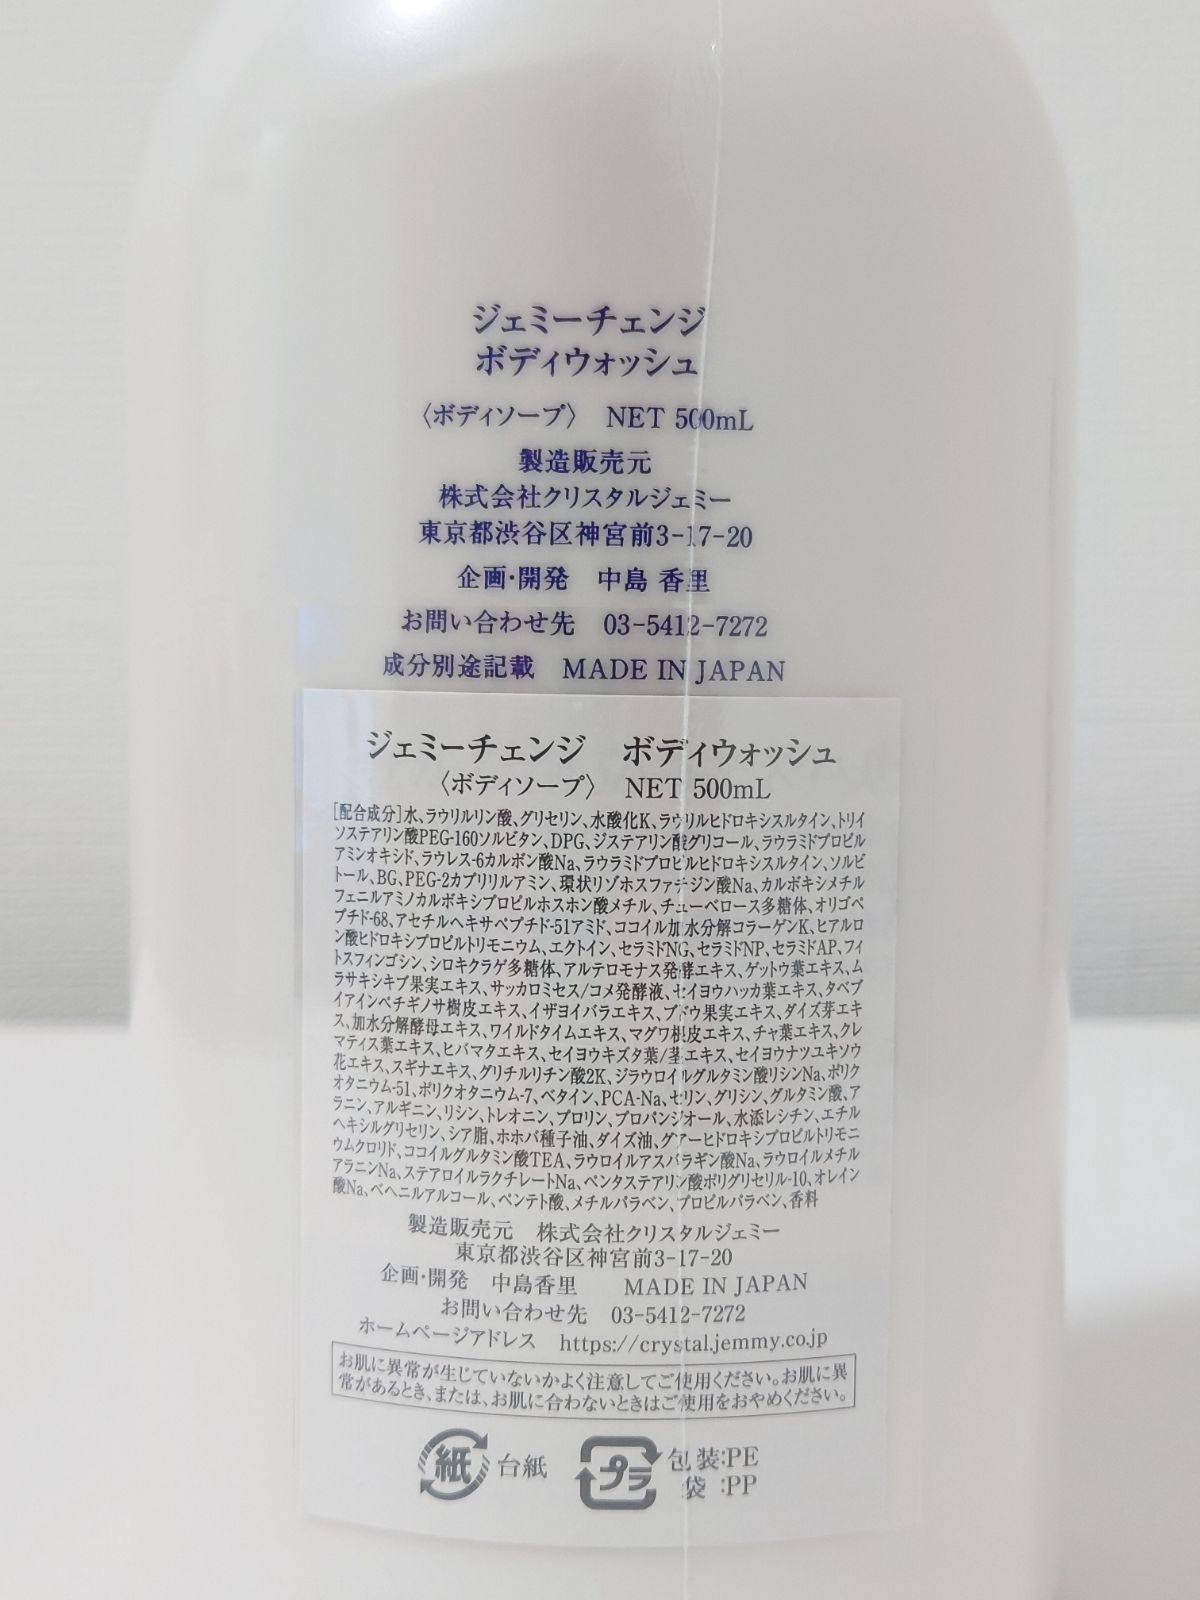 ジェミーチェンジ
ボディウォッシュ
〈ボディソープ〉 NET 500mL
製造販売元
株式会社クリスタルジェミー
東京都渋谷区神宮前3-17-20
企画・開発 中島 香里
お問い合わせ先 03-5412-7272
成分別途記載 MADE IN JAPAN
ジェミーチェンジ ボディウォッシュ
〈ボディソープ〉 NET 500mL
[配合成分]水、ラウリルリン酸、グリセリン、水酸化K、ラウリルヒドロキシスルタイン、トリイ
ソステアリン酸PEG-160ソルビタン、DPG、ジステアリン酸グリコール、ラウラミドプロピル
アミンオキシド、ラウレス-6カルボン酸Na、ラウラミドプロピルヒドロキシスルタイン、ソルビ
トール、BG、PEG-2カプリリルアミン、環状リゾホスファチジン酸Na、カルボキシメチル
フェニルアミノカルボキシプロピルホスホン酸メチル、チューベロース多糖体、オリゴペ
プチド-68、アセチルヘキサペプチド-51アミド、ココイル加水分解コラーゲンK、ヒアルロ
ン酸ヒドロキシプロピルトリモニウム、エクトイン、セラミドNG、セラミドNP、セラミドAP、フィ
トスフィンゴシン、シロキクラゲ多糖体、アルテロモナス発酵エキス、ゲットウ葉エキス、ム
ラサキシキブ果実エキス、サッカロミセス/コメ発酵液、セイヨウハッカ葉エキス、タベブ
イアインペチギノサ樹皮エキス、イザヨイバラエキス、ブドウ果実エキス、ダイズ芽エキ
ス、加水分解酵母エキス、ワイルドタイムエキス、マグワ根皮エキス、チャ葉エキス、クレ
マティス葉エキス、ヒバマタエキス、セイヨウキズタ葉/茎エキス、セイヨウナツユキソウ
花エキス、スギナエキス、グリチルリチン酸2K、ジラウロイルグルタミン酸リシンNa、ポリク
オタニウム-51、ポリクオタニウム-7、ベタイン、PCA-Na、セリン、グリシン、グルタミン酸、ア
ラニン、アルギニン、リシン、トレオニン、プロリン、プロパンジオール、水添レシチン、エチル
ヘキシルグリセリン、シア脂、ホホバ種子油、ダイズ油、グアーヒドロキシプロピルトリモニ
ウムクロリド、ココイルグルタミン酸TEA、ラウロイルアスパラギン酸Na、ラウロイルメチル
アラニンNa、ステアロイルラクチレートNa、ペンタステアリン酸ポリグリセリル-10、オレイン
酸Na、ベヘニルアルコール、ペンテト酸、メチルパラベン、プロピルパラベン、香料
製造販売元 株式会社クリスタルジェミー
東京都渋谷区神宮前3-17-20
企画・開発 中島香里 MADE IN JAPAN
お問い合わせ先 03-5412-7272
ホームページアドレス https://crystal.jemmy.co.jp
お肌に異常が生じていないかよく注意してご使用ください。お肌に異
常があるとき、または、お肌に合わないときはご使用をおやめください。
紙 台紙 プラ 包装:PE
袋 :PP